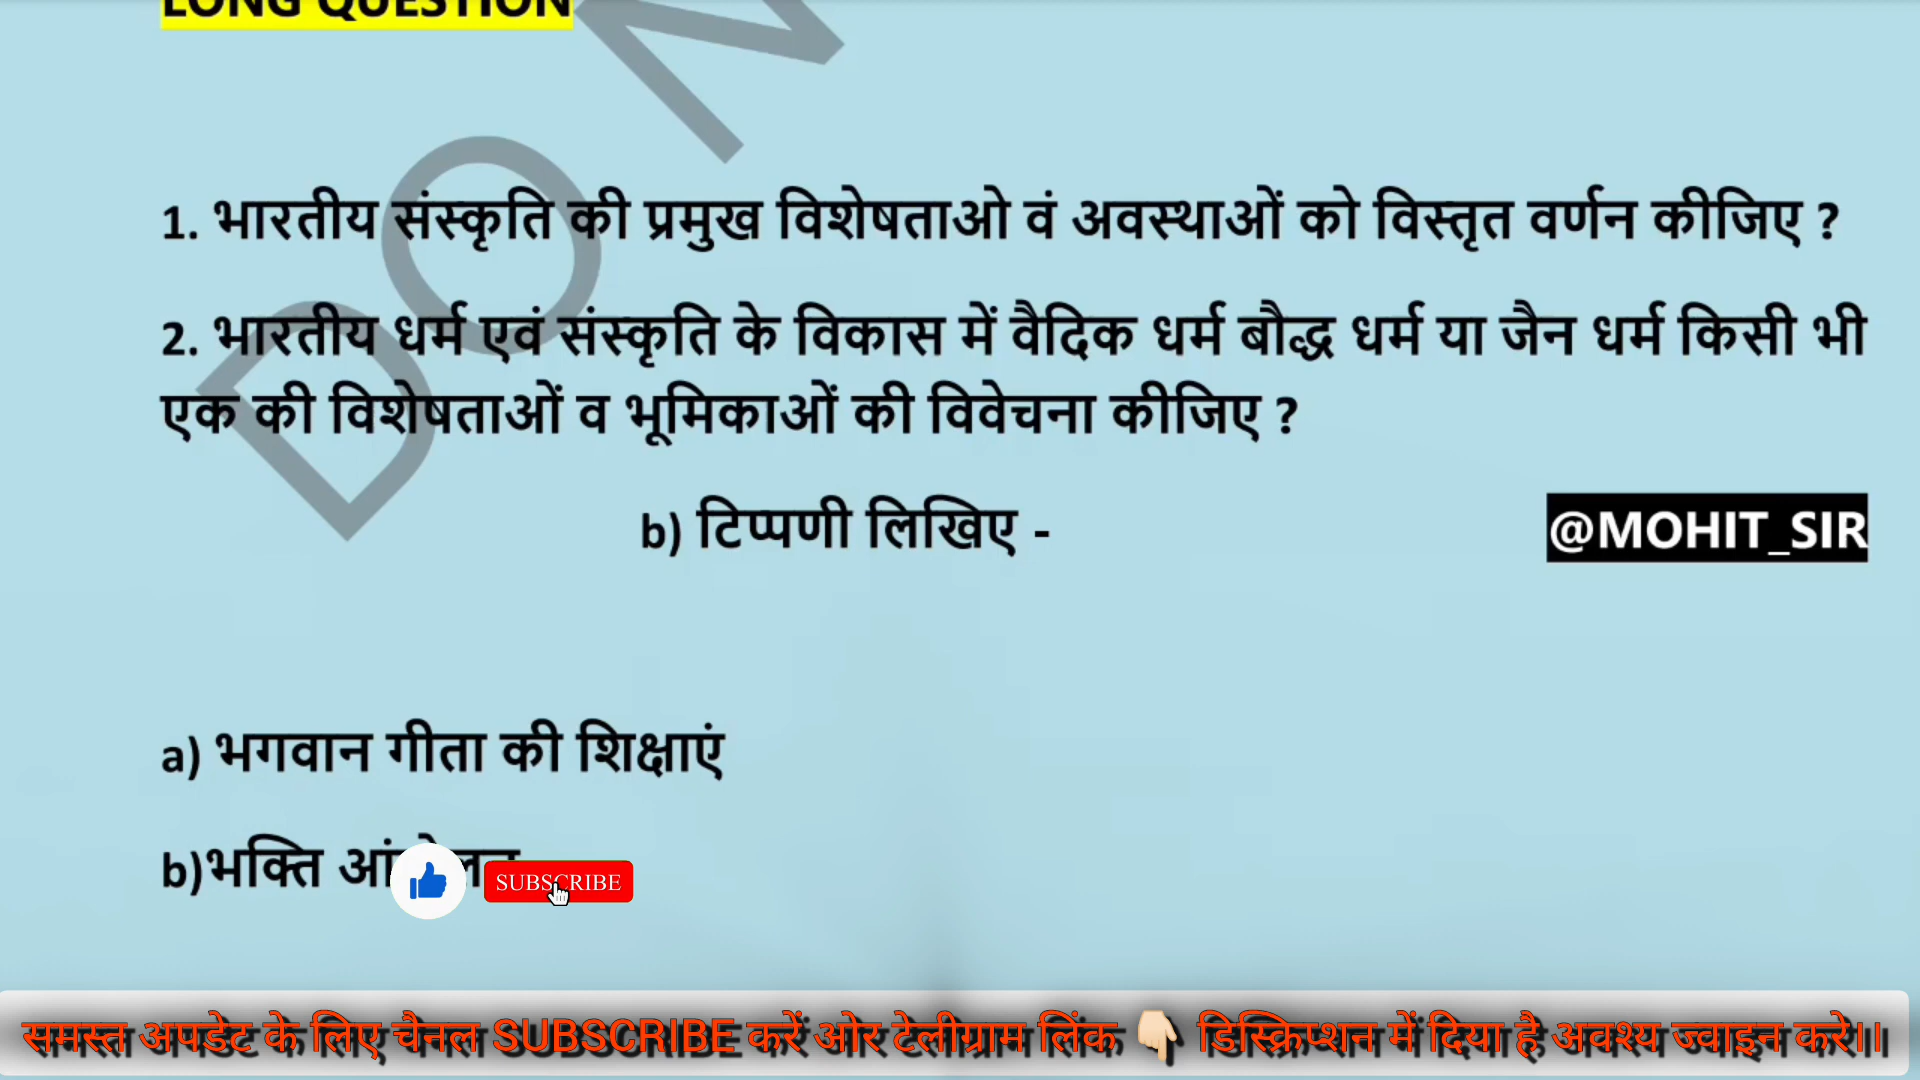 LONG QUESTION
DO N
1. भारतीय संस्कृति की प्रमुख विशेषताओ वं अवस्थाओं को विस्तृत वर्णन कीजिए ?
2. भारतीय धर्म एवं संस्कृति के विकास में वैदिक धर्म बौद्ध धर्म या जैन धर्म किसी भी
एक की विशेषताओं व भूमिकाओं की विवेचना कीजिए ?
b) टिप्पणी लिखिए -
@MOHIT_SIR
a) भगवान गीता की शिक्षाएं
b)भक्ति
SUBSCRIBE
समस्त अपडेट के लिए चैनल SUBSCRIBE करें ओर टेलीग्राम लिंक 👇🏻 डिस्क्रिप्शन में दिया है अवश्य ज्वाइन करे।।